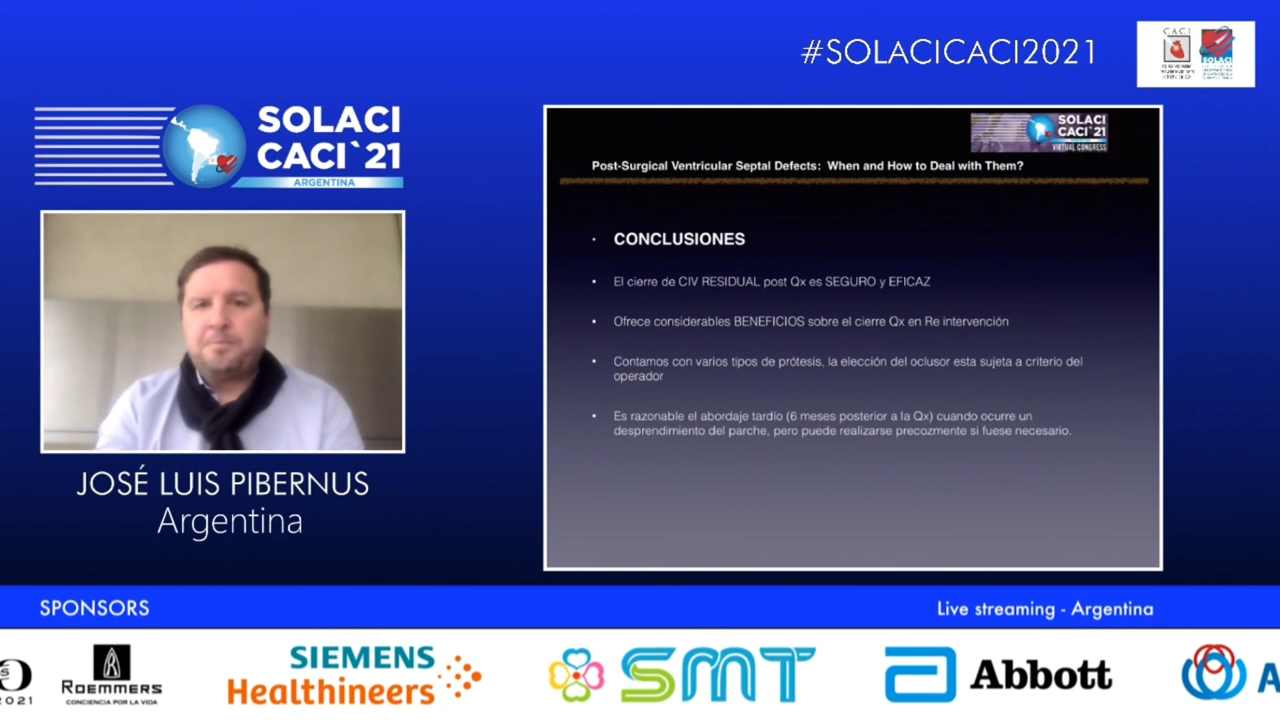 #SOLACICACI2021
CACI
SOLACI
SOLACI
CACI`21
ARGENTINA
SOLACI
CACI`21
VIRTUAL CONGRESS
Post-Surgical Ventricular Septal Defects: When and How to Deal with Them?
• CONCLUSIONES
• El cierre de CIV RESIDUAL post Qx es SEGURO y EFICAZ
• Ofrece considerables BENEFICIOS sobre el cierre Qx en Re intervención
• Contamos con varios tipos de prótesis, la elección del oclusor esta sujeta a criterio del
operador
• Es razonable el abordaje tardío (6 meses posterior a la Qx) cuando ocurre un
desprendimiento del parche, pero puede realizarse precozmente si fuese necesario.
JOSÉ LUIS PIBERNUS
Argentina
SPONSORS
Live streaming - Argentina
2021
ROEMMERS
CONCIENCIA POR LA VIDA
SIEMENS
Healthineers
SMT
Abbott
A